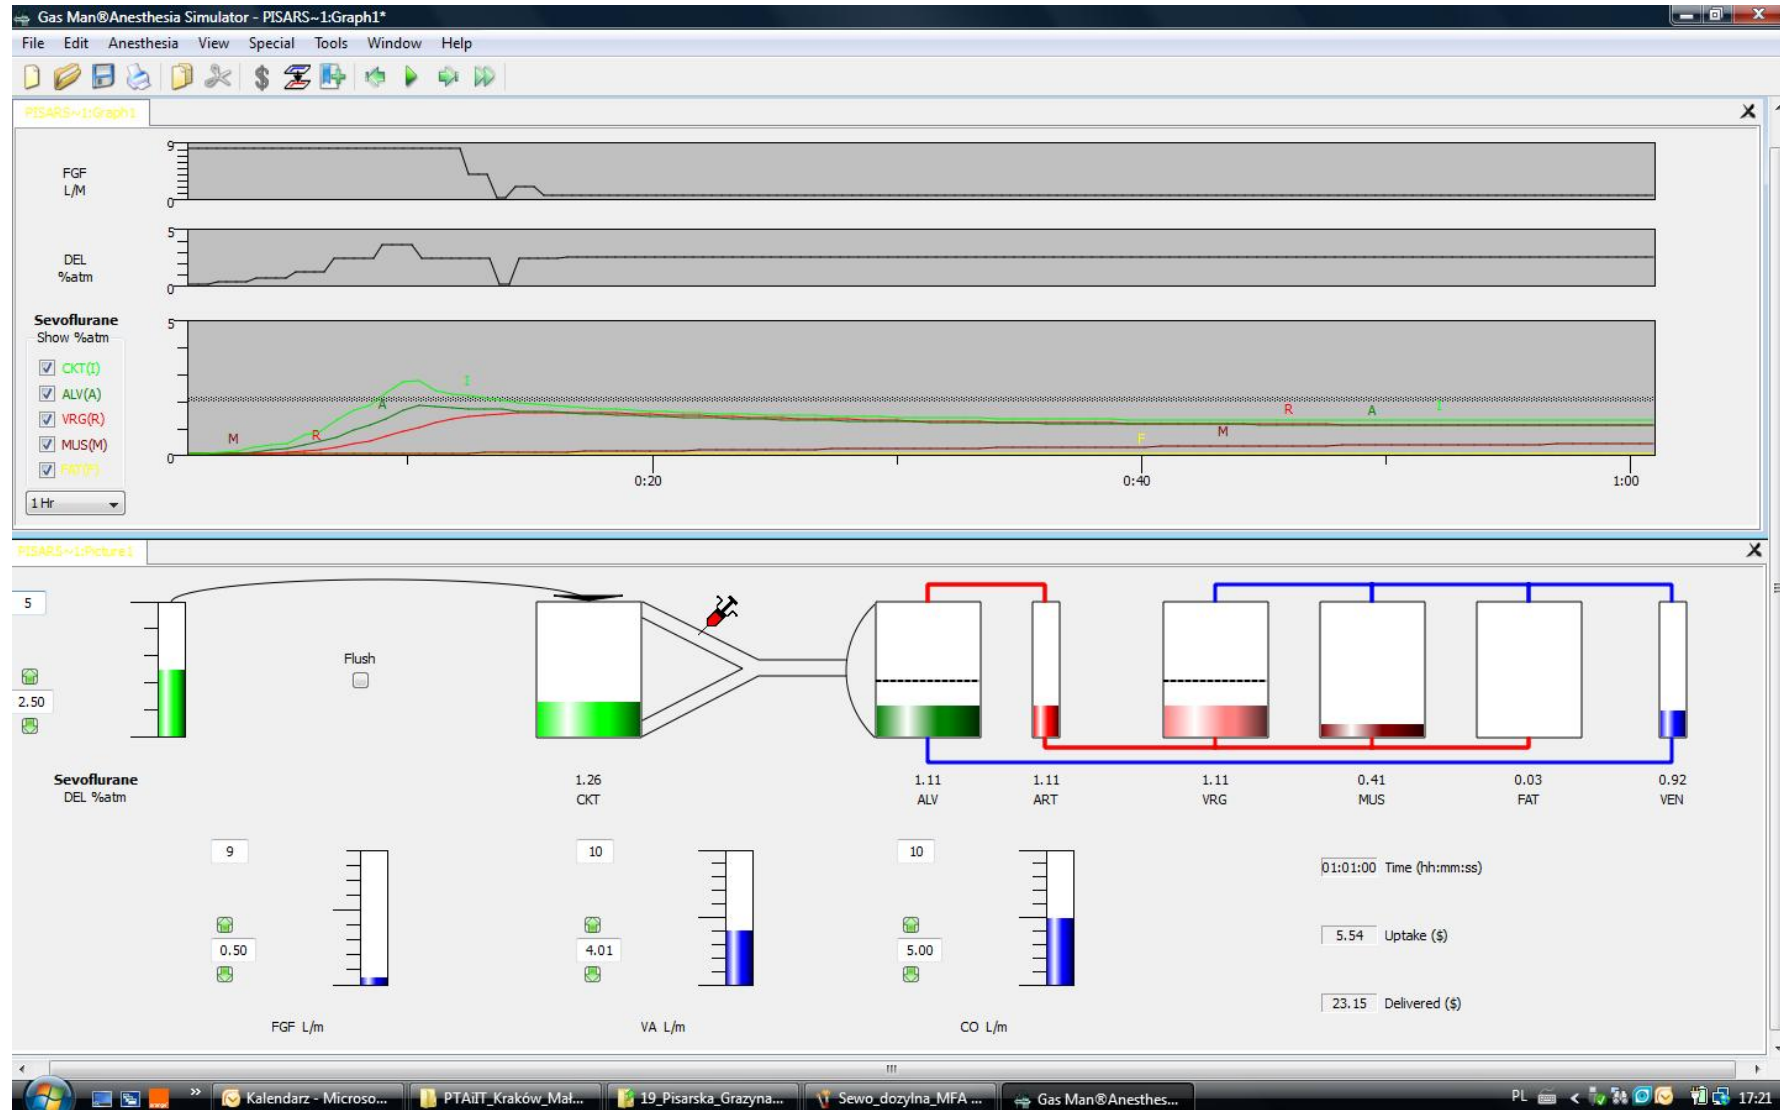 Gas Man®Anesthesia Simulator - PISARS~1:Graph1*
File Edit Anesthesia View Special Tools Window Help
PISARS~1:Graph1
9
FGF
L/M
0
5
DEL
%atm
0
Sevoflurane
Show %atm
5
CKT(I)
ALV(A)
VRG(R)
MUS(M)
FAT(F)
0
1 Hr
M R A I F M R A I
0:20 0:40 1:00
PISARS~1:Picture1
5
Flush
2.50
Sevoflurane
DEL %atm
1.26 1.11 1.11 1.11 0.41 0.03 0.92
CKT ALV ART VRG MUS FAT VEN
9 10 10
01:01:00 Time (hh:mm:ss)
0.50 4.01 5.00
5.54 Uptake ($)
23.15 Delivered ($)
FGF L/m VA L/m CO L/m
Kalendarz - Microso... PTAiIT_Kraków_Mał... 19_Pisarska_Grazyna... Sewo_dozylna_MFA ... Gas Man®Anesthes... PL 17:21